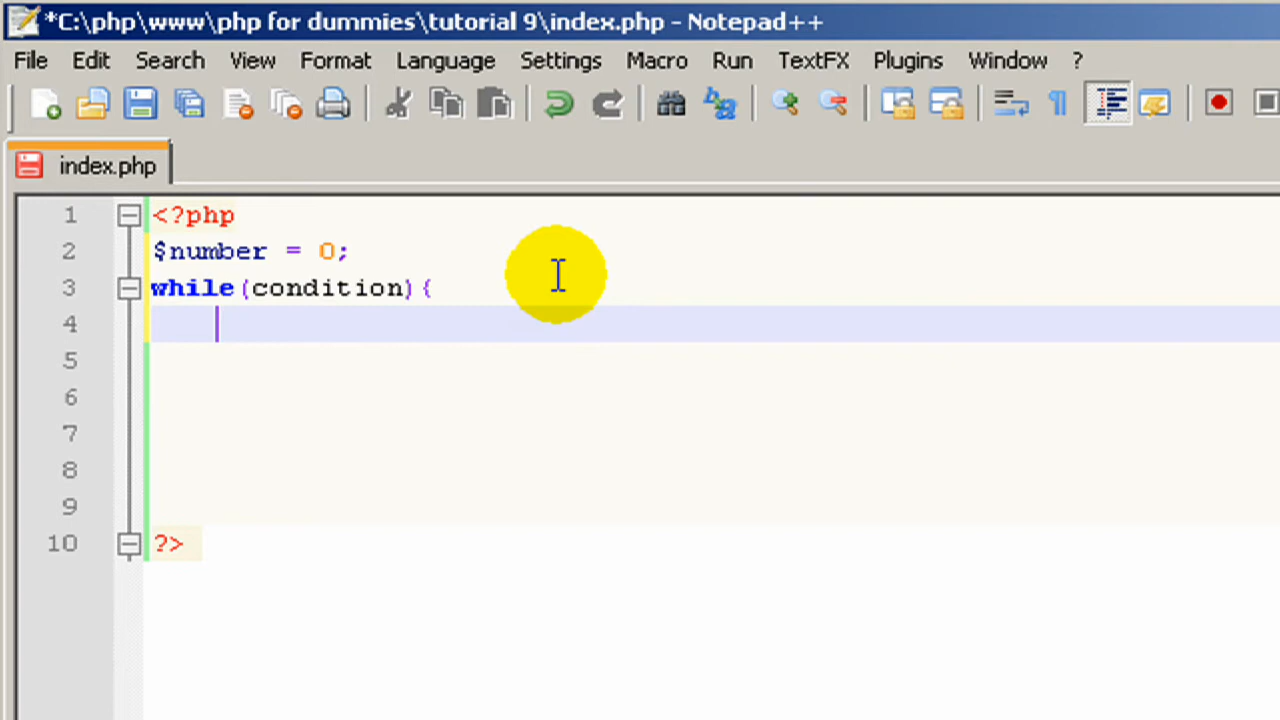 *C:\php\www\php for dummies\tutorial 9\index.php - Notepad++
File Edit Search View Format Language Settings Macro Run TextFX Plugins Window ?
index.php
1 <?php
2 $number = 0;
3 while(condition){
4
5
6
7
8
9
10 ?>